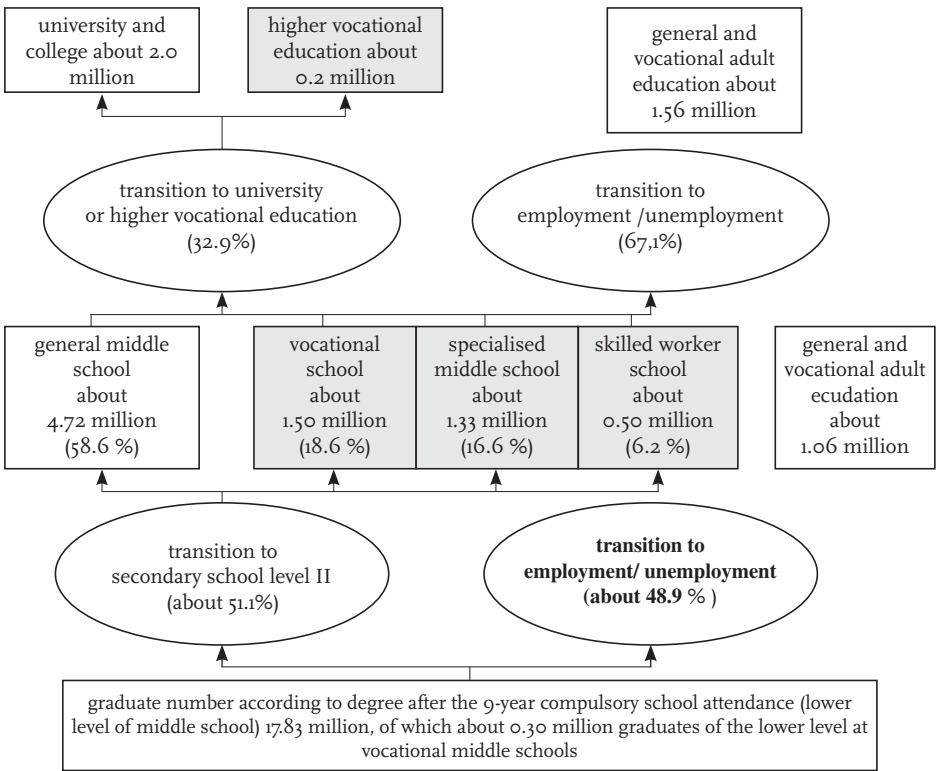 university and
college about 2.0
million
higher vocational
education about
0.2 million
general and
vocational adult
education about
1.56 million
transition to university
or higher vocational education
(32.9%)
transition to
employment /unemployment
(67,1%)
general middle
school
about
4.72 million
(58.6 %)
vocational
school
about
1.50 million
(18.6 %)
specialised
middle school
about
1.33 million
(16.6 %)
skilled worker
school
about
0.50 million
(6.2 %)
general and
vocational adult
ecudation
about
1.06 million
transition to
secondary school level II
(about 51.1%)
transition to
employment/ unemployment
(about 48.9 % )
graduate number according to degree after the 9-year compulsory school attendance (lower
level of middle school) 17.83 million, of which about 0.30 million graduates of the lower level at
vocational middle schools